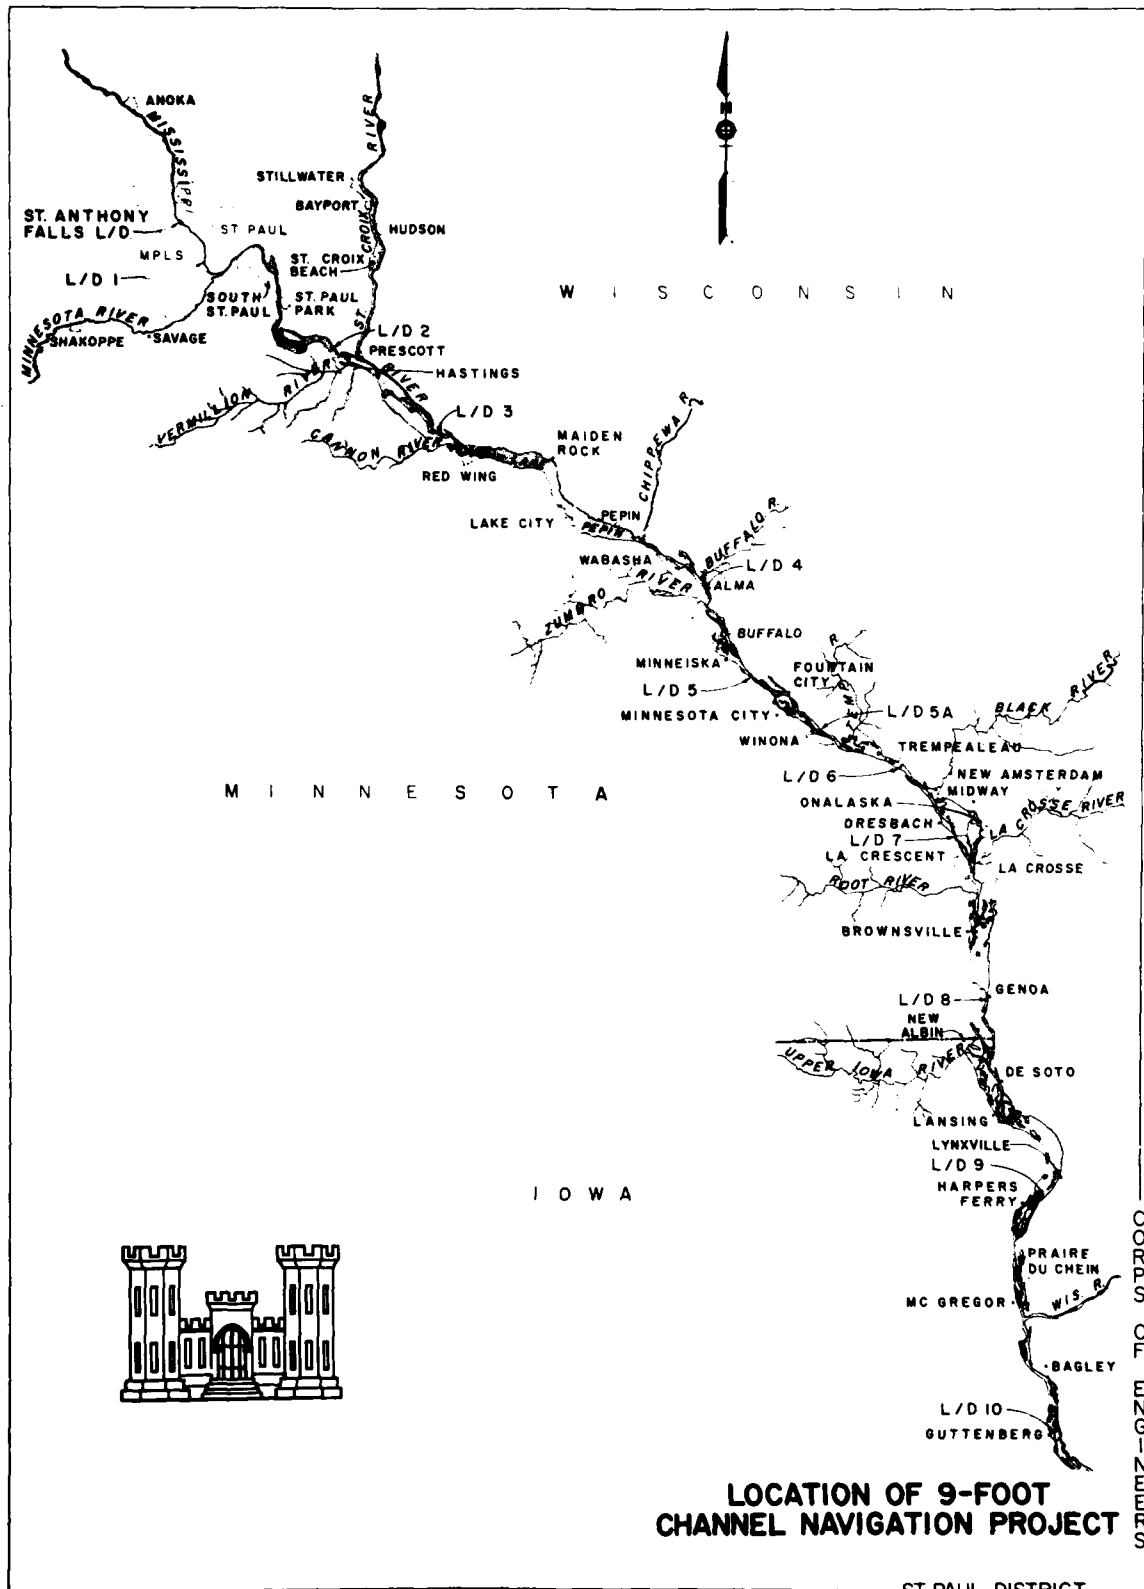 ANOKA
MISSISSIPPI
RIVER
STILLWATER
BAYPORT
ST. ANTHONY
FALLS L/D
ST PAUL
HUDSON
MPLS
ST. CROIX
BEACH
L/D 1
ST. CROIX
SOUTH
ST. PAUL
ST. PAUL
PARK
WISCONSIN
N
MINNESOTA RIVER
SHAKOPPE
SAVAGE
L/D 2
PRESCOTT
RIVER
HASTINGS
VERMILLION RIVER
L/D 3
CANNON RIVER
MAIDEN
ROCK
RED WING
LAKE
CHIPPEWA R.
LAKE CITY
PEPIN
PEPIN
BUFFALO R.
WABASHA
L/D 4
ALMA
ZUMBRO RIVER
BUFFALO
MINNEISKA
FOUNTAIN
CITY
L/D 5
TREMP R.
BLACK RIVER
MINNESOTA CITY
L/D 5A
WINONA
TREMPEALEAU
L/D 6
NEW AMSTERDAM
MIDWAY
MINNESOTA
ONALASKA
DRESBACH
LA CROSSE RIVER
L/D 7
LA CRESCENT
LA CROSSE
ROOT RIVER
BROWNSVILLE
GENOA
L/D 8
NEW
ALBIN
UPPER IOWA RIVER
DE SOTO
LANSING
LYNXVILLE
L/D 9
HARPERS
FERRY
IOWA
PRAIRE
DU CHEIN
MC GREGOR
WIS. R.
BAGLEY
L/D 10
GUTTENBERG
LOCATION OF 9-FOOT
CHANNEL NAVIGATION PROJECT
CORPS OF ENGINEERS
ST. PAUL DISTRICT